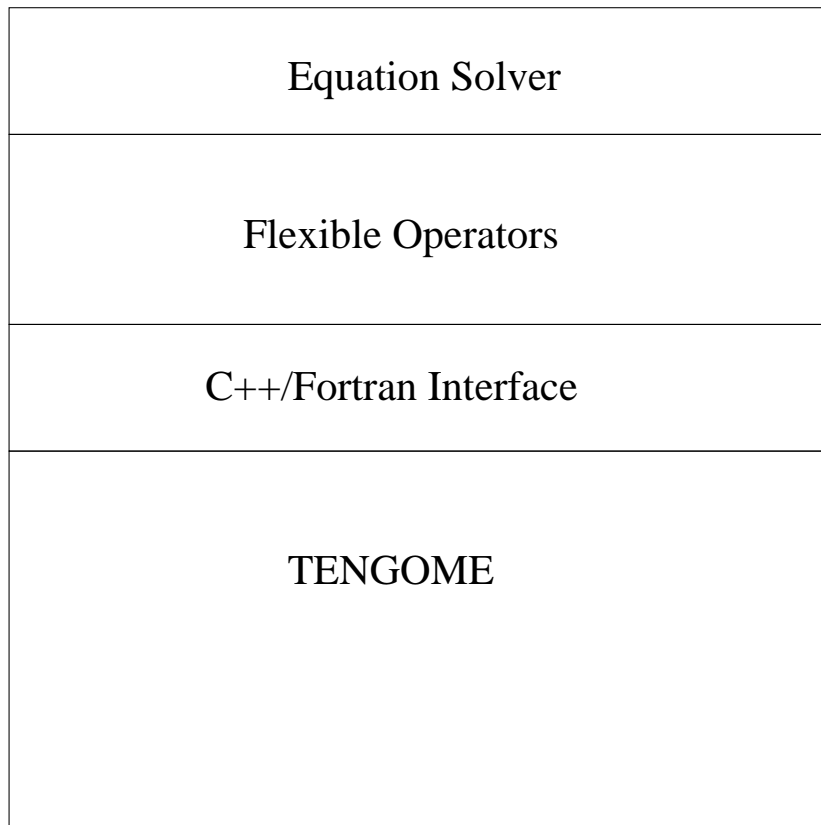 Equation Solver
Flexible Operators
C++/Fortran Interface
TENGOME